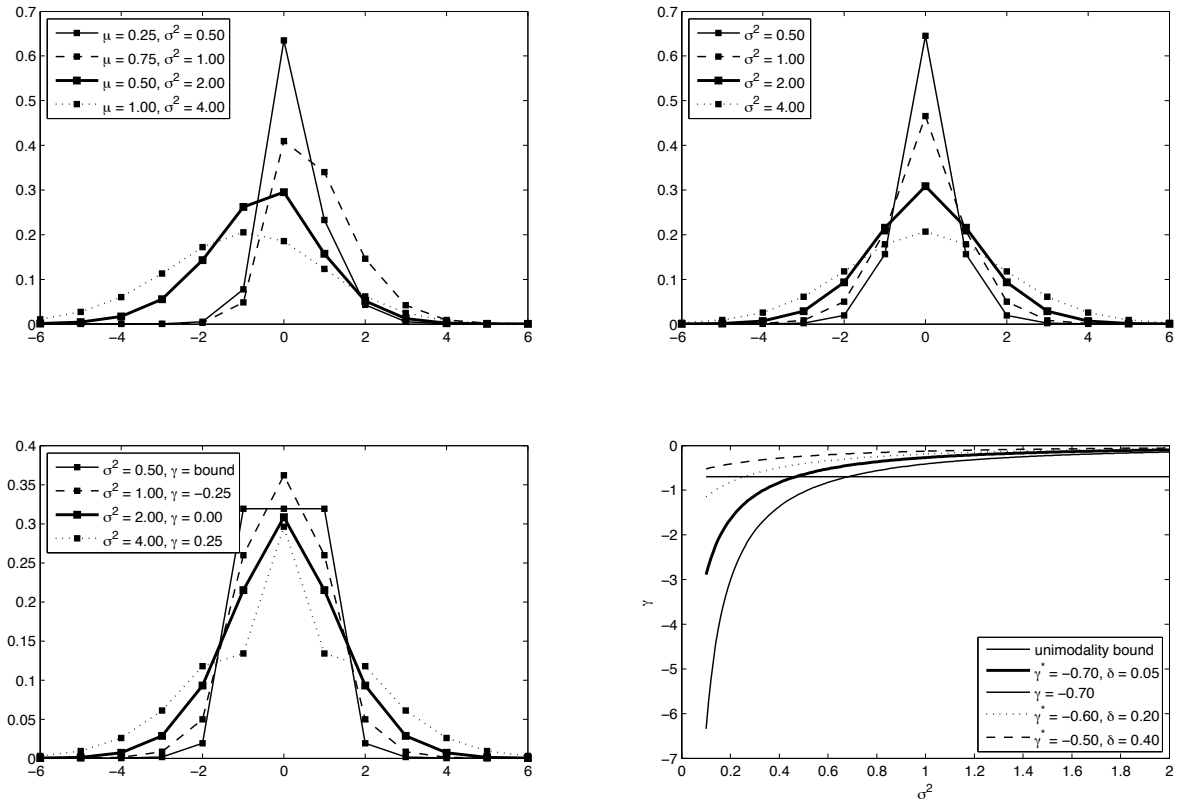 0.7
0.6
0.5
0.4
0.3
0.2
0.1
0
−6 −4 −2 0 2 4 6
μ = 0.25, σ² = 0.50
μ = 0.75, σ² = 1.00
μ = 0.50, σ² = 2.00
μ = 1.00, σ² = 4.00
0.7
0.6
0.5
0.4
0.3
0.2
0.1
0
−6 −4 −2 0 2 4 6
σ² = 0.50
σ² = 1.00
σ² = 2.00
σ² = 4.00
0.4
0.35
0.3
0.25
0.2
0.15
0.1
0.05
0
−6 −4 −2 0 2 4 6
σ² = 0.50, γ = bound
σ² = 1.00, γ = −0.25
σ² = 2.00, γ = 0.00
σ² = 4.00, γ = 0.25
0
−1
−2
−3
−4
−5
−6
−7
γ
0 0.2 0.4 0.6 0.8 1 1.2 1.4 1.6 1.8 2
σ²
unimodality bound
γ* = −0.70, δ = 0.05
γ = −0.70
γ* = −0.60, δ = 0.20
γ* = −0.50, δ = 0.40